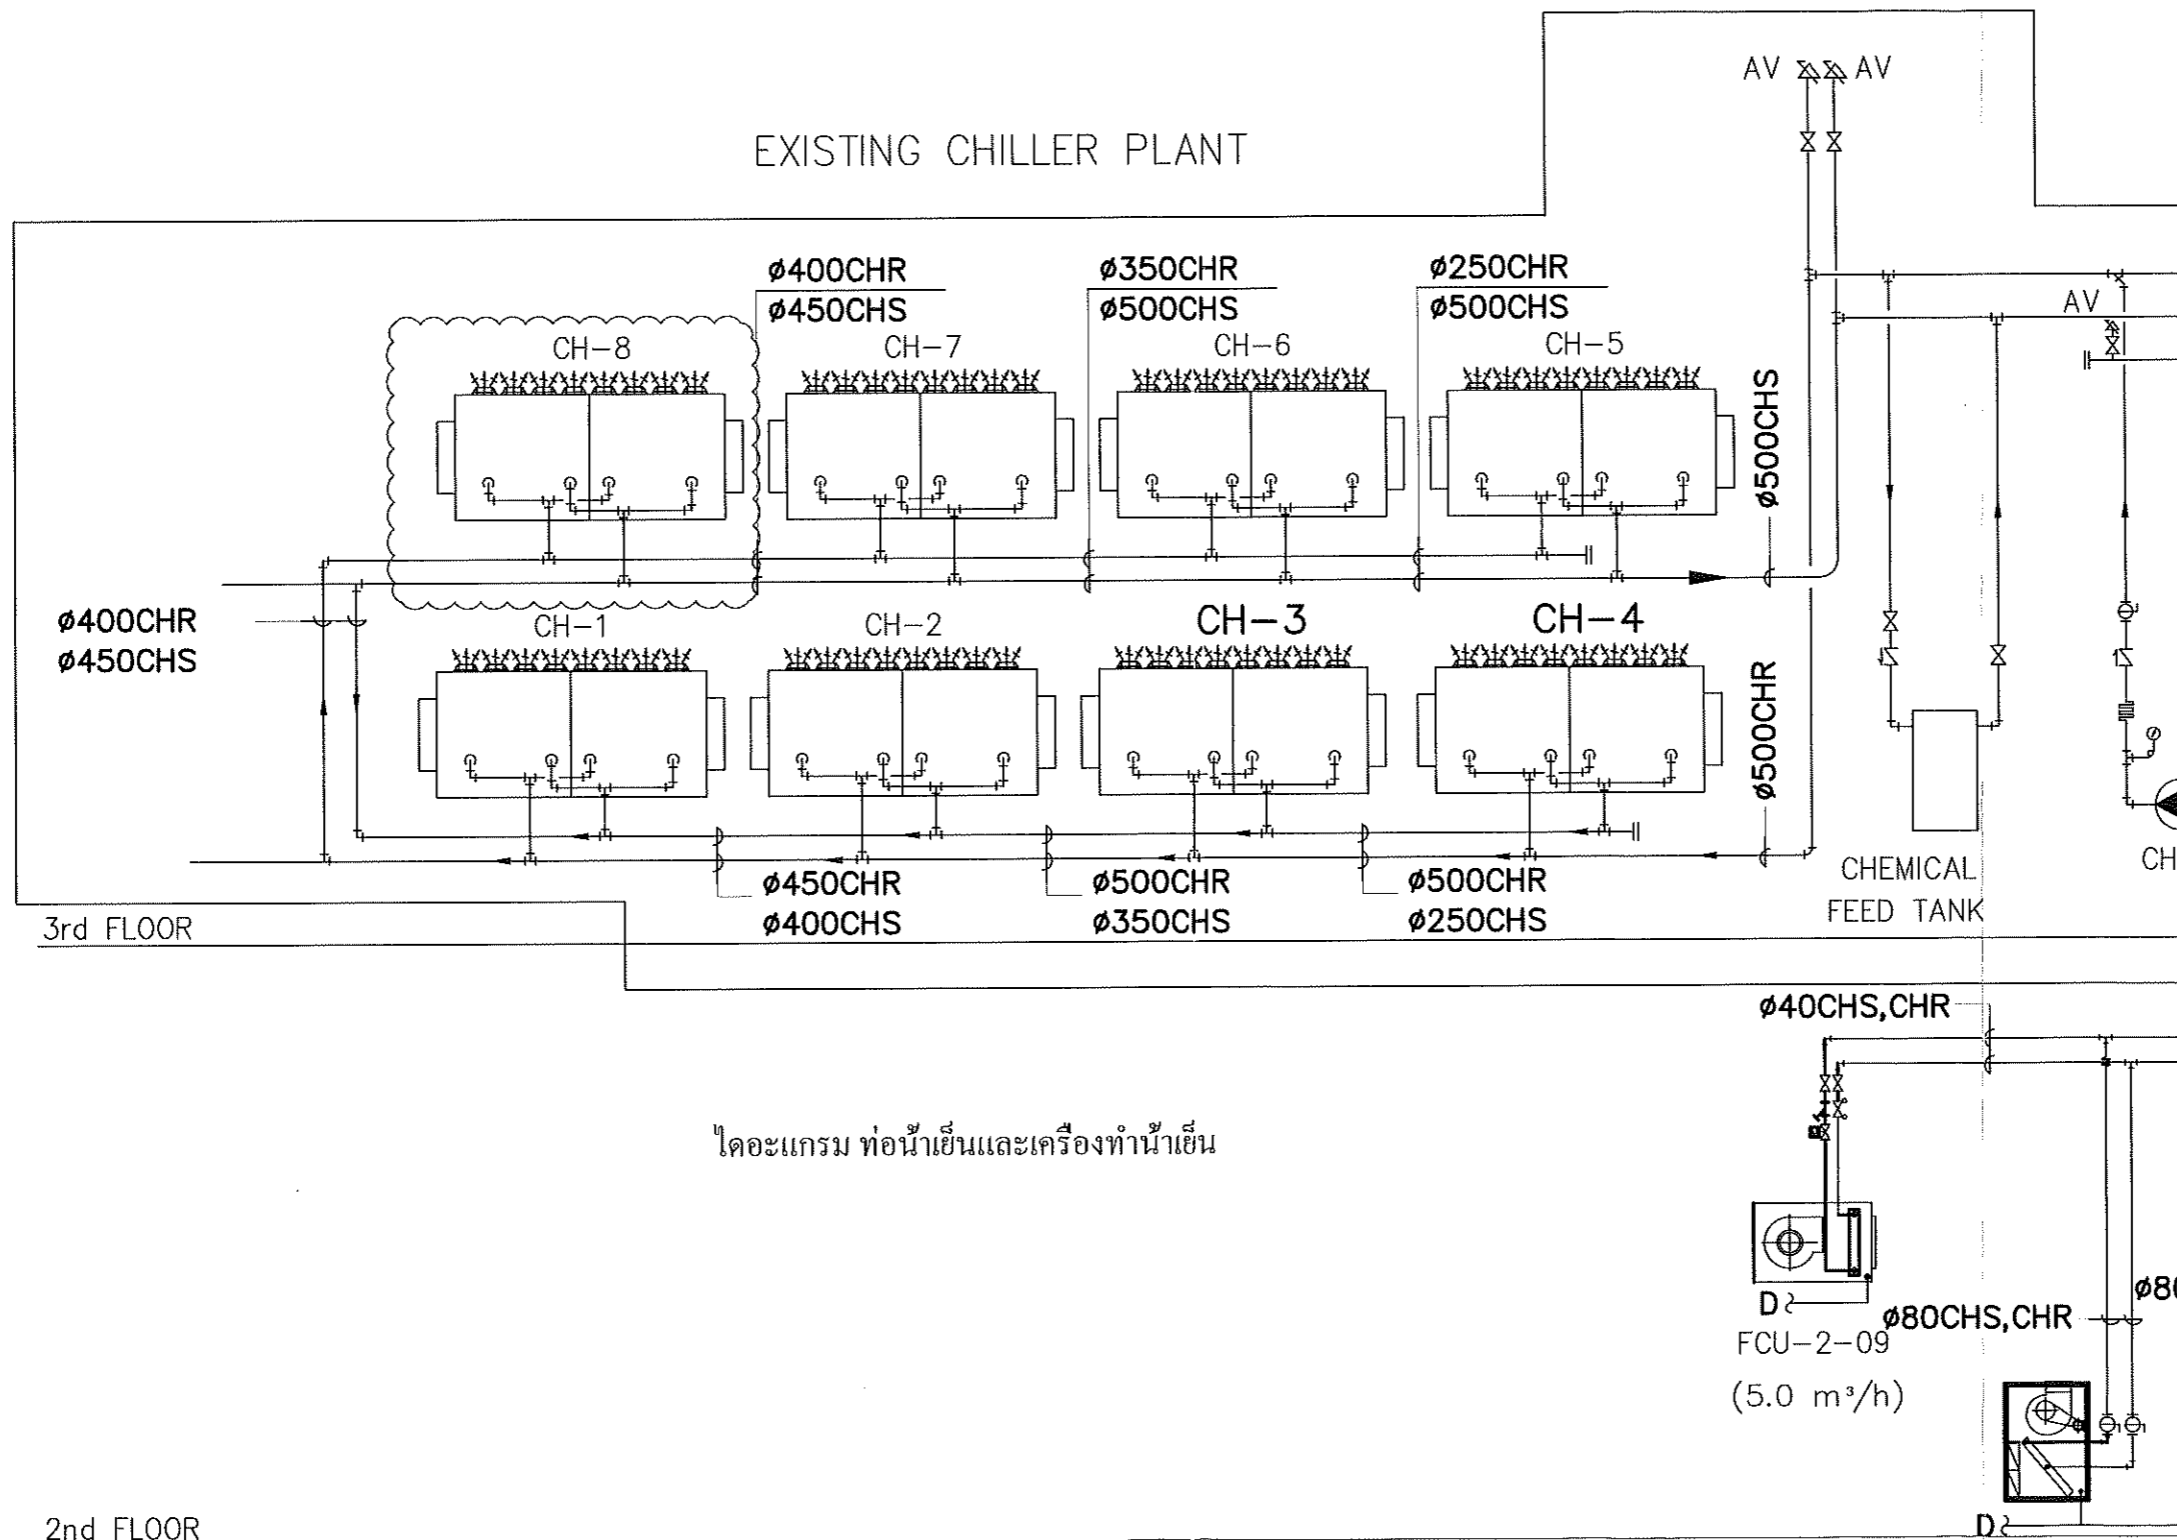 AV AV
EXISTING CHILLER PLANT
ø400CHR
ø450CHS
ø350CHR
ø500CHS
ø250CHR
ø500CHS
AV
CH-8
CH-7
CH-6
CH-5
ø500CHS
ø400CHR
ø450CHS
CH-1
CH-2
CH-3
CH-4
ø500CHR
ø450CHR
ø400CHS
ø500CHR
ø350CHS
ø500CHR
ø250CHS
CHEMICAL
FEED TANK
CH
3rd FLOOR
ø40CHS,CHR
ไดอะแกรม ท่อน้ำเย็นและเครื่องทำน้ำเย็น
D
ø80CHS,CHR
FCU-2-09
(5.0 m³/h)
D
2nd FLOOR